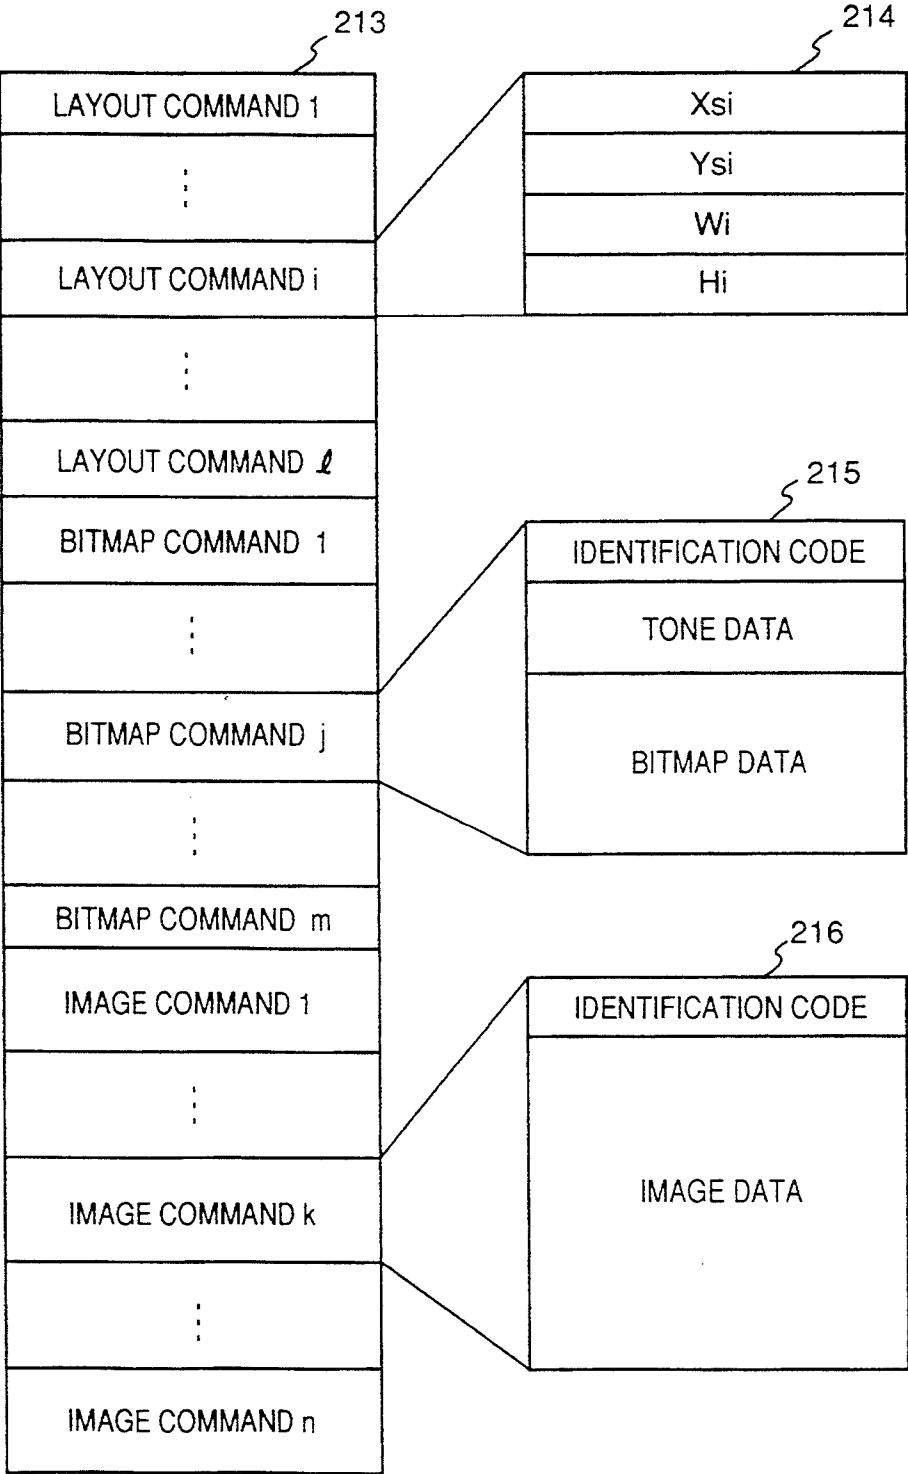 213
LAYOUT COMMAND 1
LAYOUT COMMAND i
LAYOUT COMMAND ℓ
BITMAP COMMAND 1
BITMAP COMMAND j
BITMAP COMMAND m
IMAGE COMMAND 1
IMAGE COMMAND k
IMAGE COMMAND n
214
Xsi
Ysi
Wi
Hi
215
IDENTIFICATION CODE
TONE DATA
BITMAP DATA
216
IDENTIFICATION CODE
IMAGE DATA